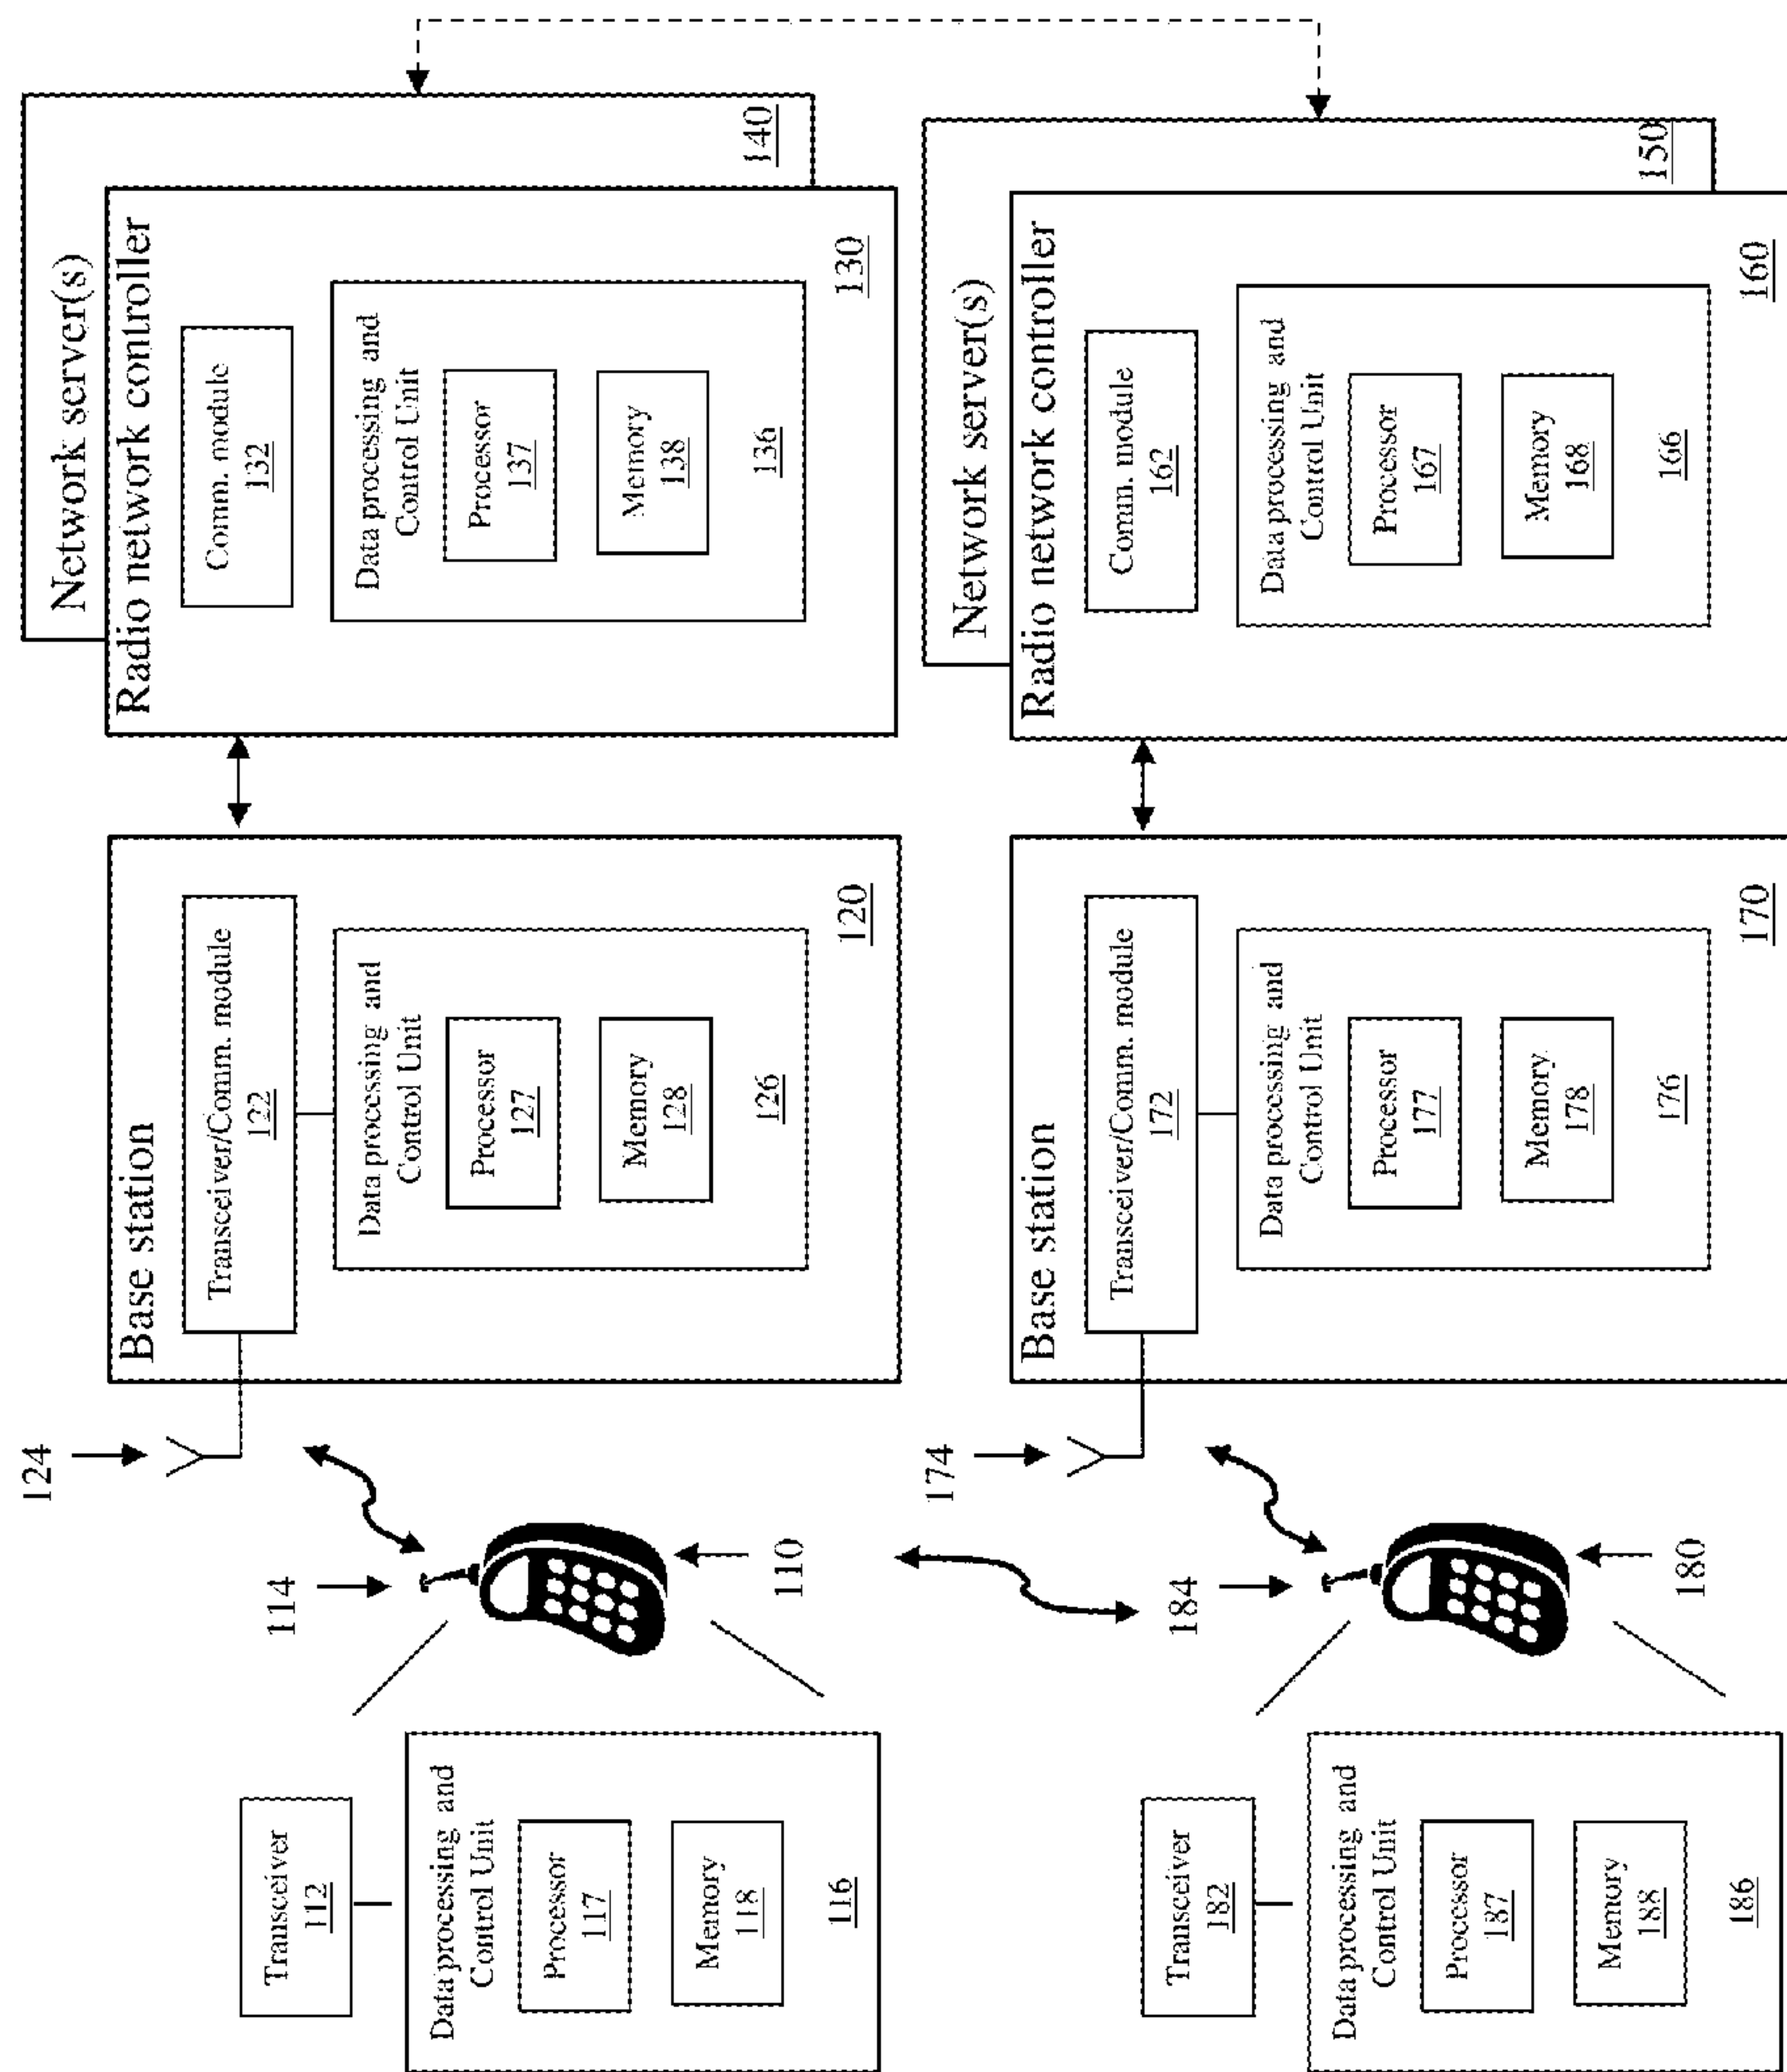 124
114
Transceiver
112
Data processing and
Control Unit
Processor
117
Memory
118
116
110
Base station
Transceiver/Comm. module
122
Data processing and
Control Unit
Processor
127
Memory
128
126
120
Network server(s)
140
Radio network controller
Comm. module
132
Data processing and
Control Unit
Processor
137
Memory
138
136
130
174
184
Transceiver
182
Data processing and
Control Unit
Processor
187
Memory
188
186
180
Base station
Transceiver/Comm. module
172
Data processing and
Control Unit
Processor
177
Memory
178
176
170
Network server(s)
150
Radio network controller
Comm. module
162
Data processing and
Control Unit
Processor
167
Memory
168
166
160